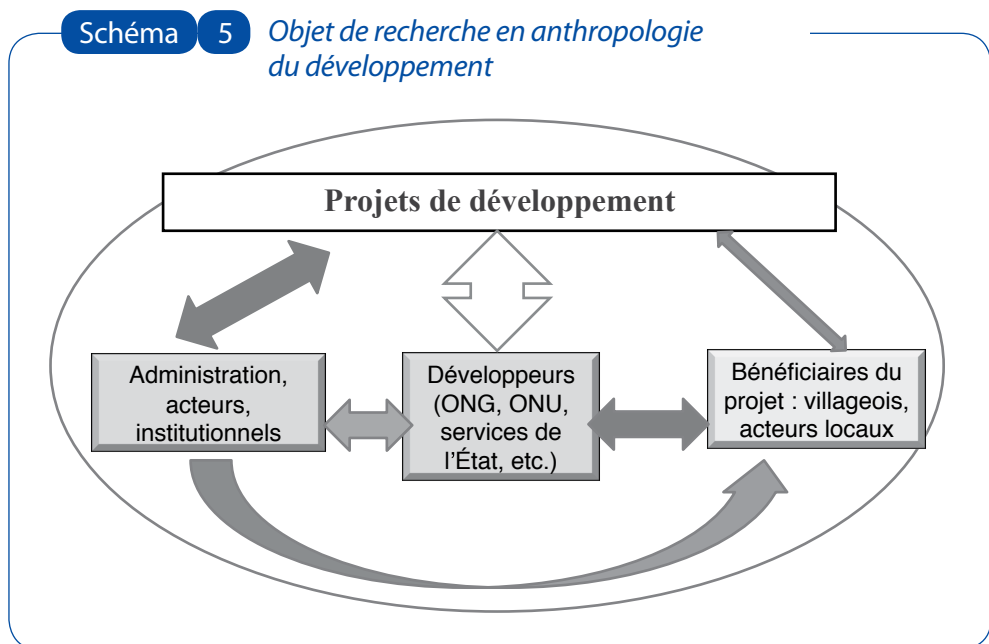 Schéma 5 Objet de recherche en anthropologie
du développement
Projets de développement
Administration,
acteurs,
institutionnels
Développeurs
(ONG, ONU,
services de
l'État, etc.)
Bénéficiaires du
projet : villageois,
acteurs locaux